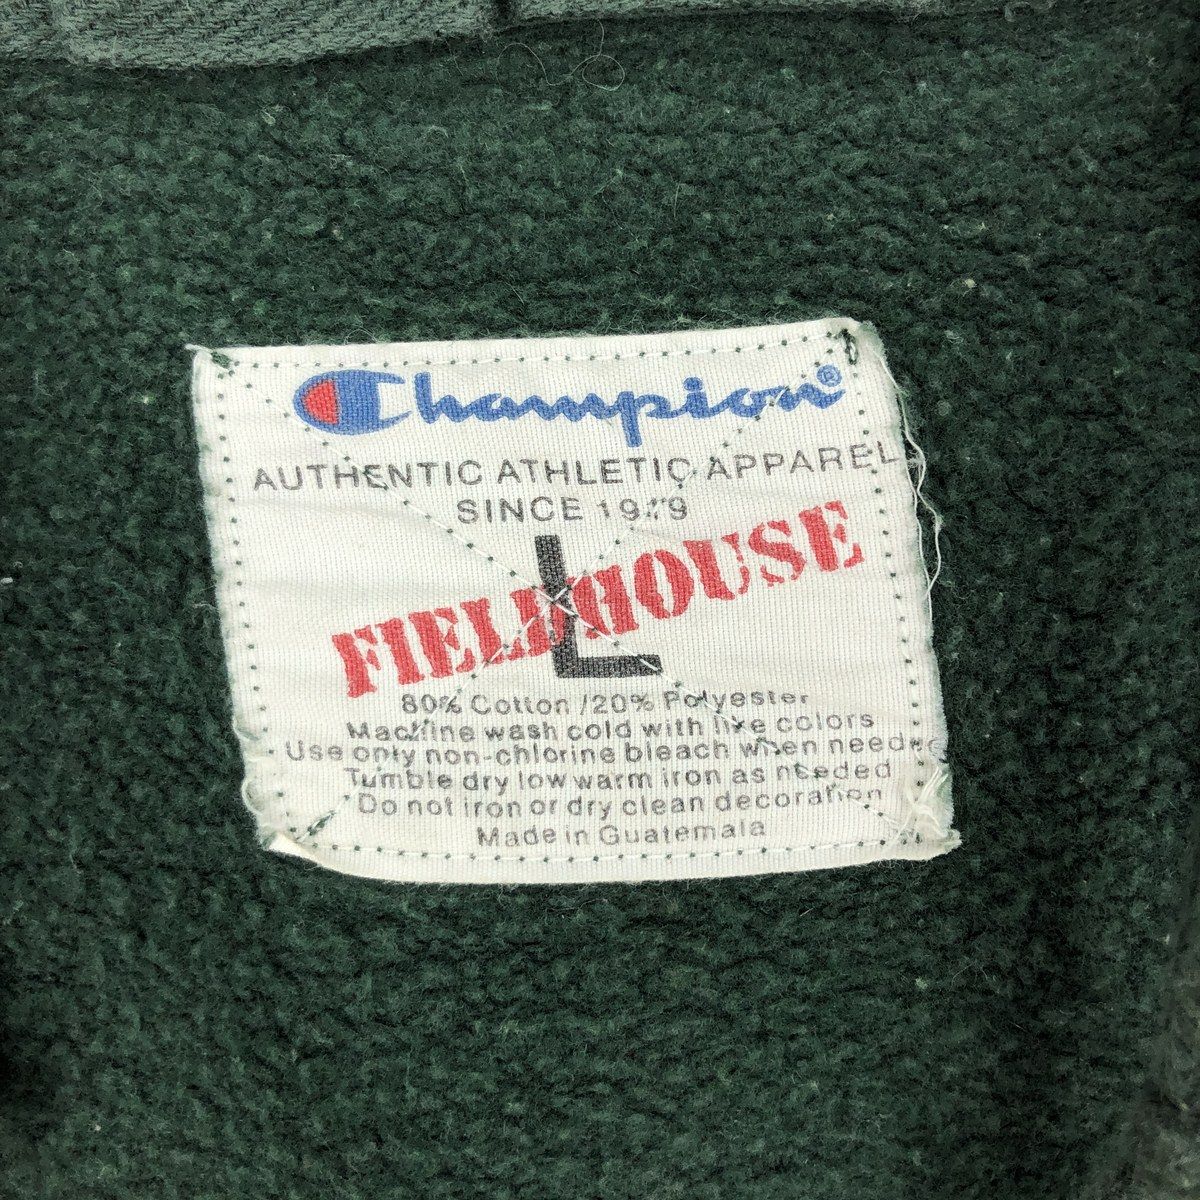 Champion®
AUTHENTIC ATHLETIC APPAREL
SINCE 1919
L
FIELDHOUSE
80% Cotton /20% Polyester
Machine wash cold with like colors
Use only non-chlorine bleach when needed
Tumble dry low warm iron as needed
Do not iron or dry clean decoration
Made in Guatemala